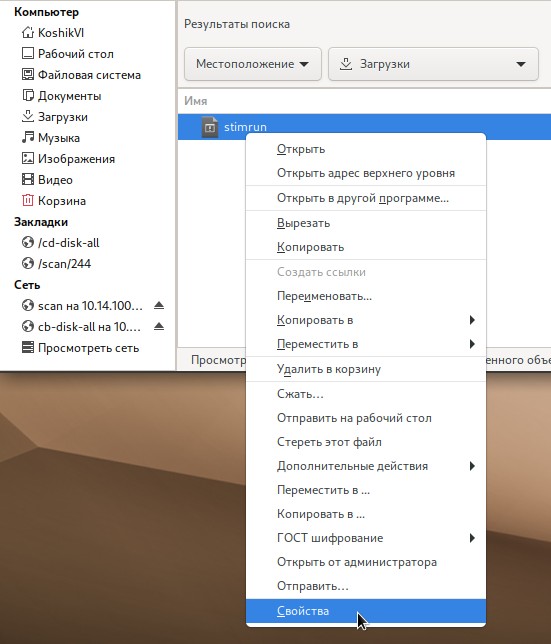 Компьютер
KoshikVI
Рабочий стол
Файловая система
Документы
Загрузки
Музыка
Изображения
Видео
Корзина
Закладки
/cd-disk-all
/scan/244
Сеть
scan на 10.14.100...
cb-disk-all на 10....
Просмотреть сеть
Результаты поиска
Местоположение
Загрузки
Имя
stimrun
Открыть
Открыть адрес верхнего уровня
Открыть в другой программе...
Вырезать
Копировать
Создать ссылки
Переименовать...
Копировать в
Переместить в
Удалить в корзину
Сжать...
Отправить на рабочий стол
Стереть этот файл
Дополнительные действия
Переместить в ...
Копировать в ...
ГОСТ шифрование
Открыть от администратора
Отправить...
Свойства
Просмотр
енного объе